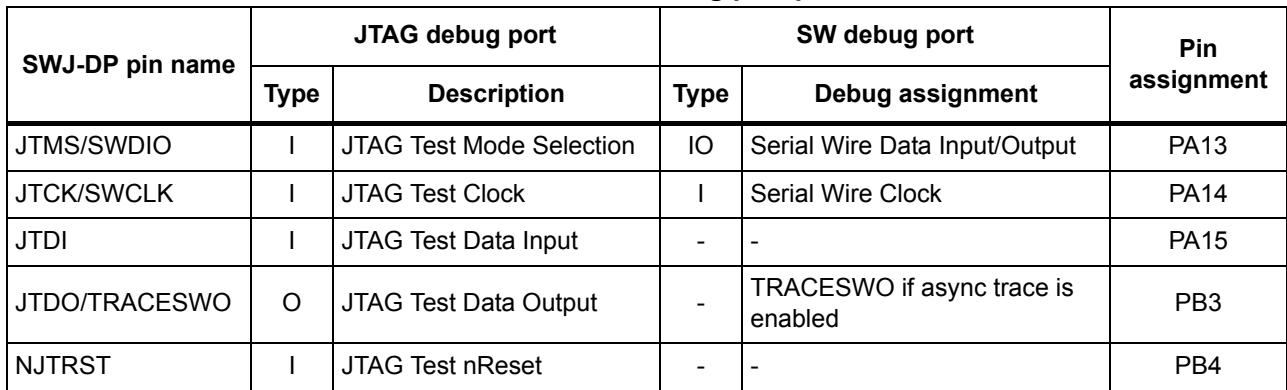 SWJ-DP pin name JTAG debug port SW debug port Pin assignment
Type Description Type Debug assignment
JTMS/SWDIO I JTAG Test Mode Selection IO Serial Wire Data Input/Output PA13
JTCK/SWCLK I JTAG Test Clock I Serial Wire Clock PA14
JTDI I JTAG Test Data Input - - PA15
JTDO/TRACESWO O JTAG Test Data Output - TRACESWO if async trace is
enabled PB3
NJTRST I JTAG Test nReset - - PB4